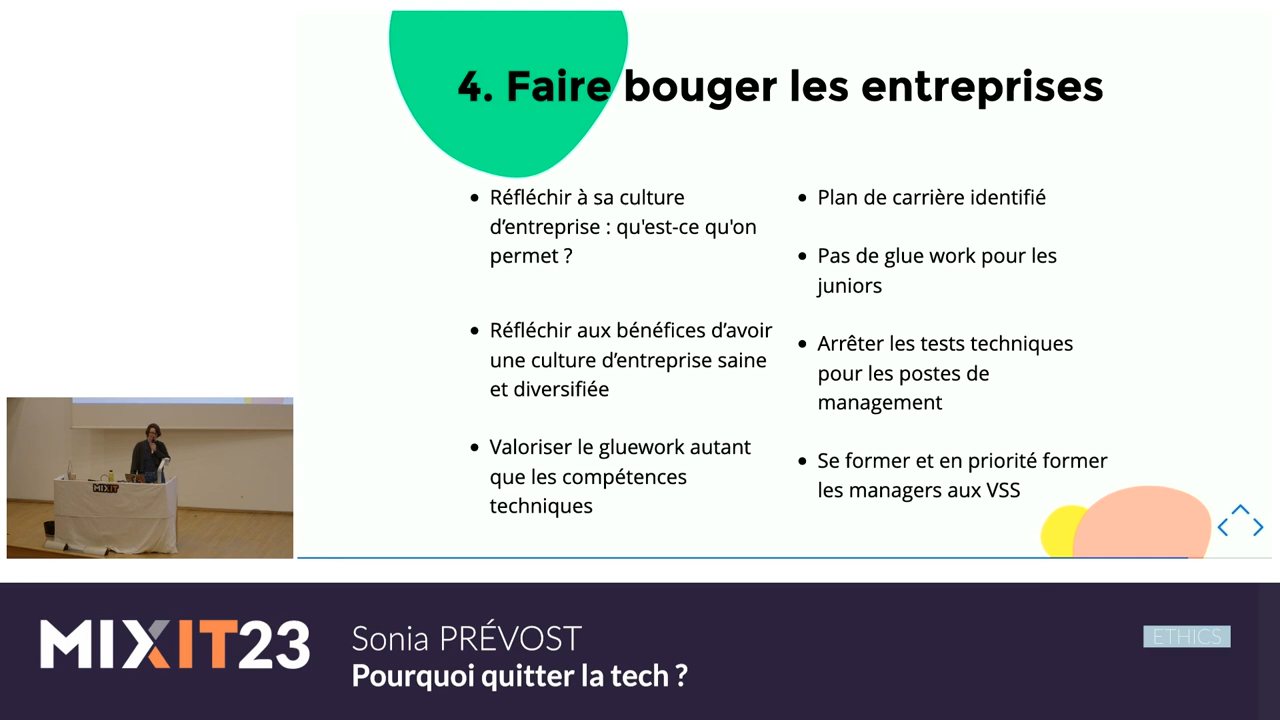 4. Faire bouger les entreprises
Réfléchir à sa culture
d’entreprise : qu'est-ce qu'on
permet ?
Réfléchir aux bénéfices d’avoir
une culture d’entreprise saine
et diversifiée
Valoriser le gluework autant
que les compétences
techniques
Plan de carrière identifié
Pas de glue work pour les
juniors
Arrêter les tests techniques
pour les postes de
management
Se former et en priorité former
les managers aux VSS
MIXIT
MIXIT23
Sonia PRÉVOST
Pourquoi quitter la tech ?
ETHICS